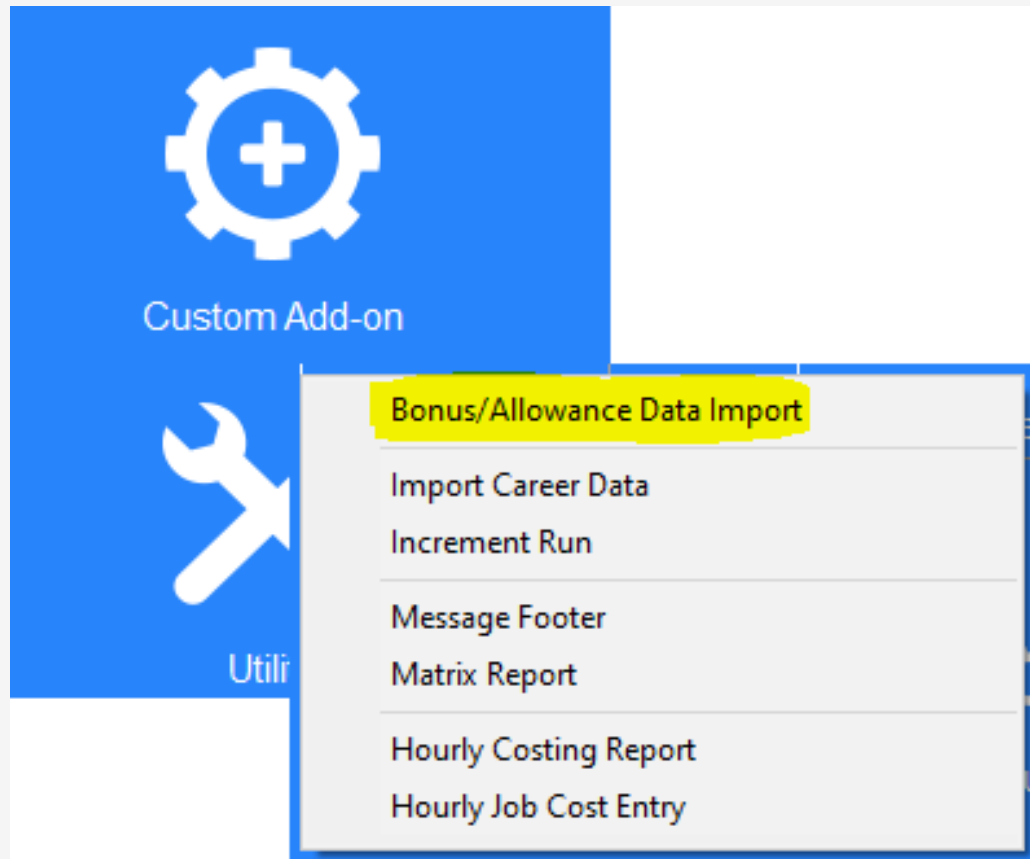 Custom Add-on
Bonus/Allowance Data Import
Import Career Data
Increment Run
Message Footer
Utili
Matrix Report
Hourly Costing Report
Hourly Job Cost Entry